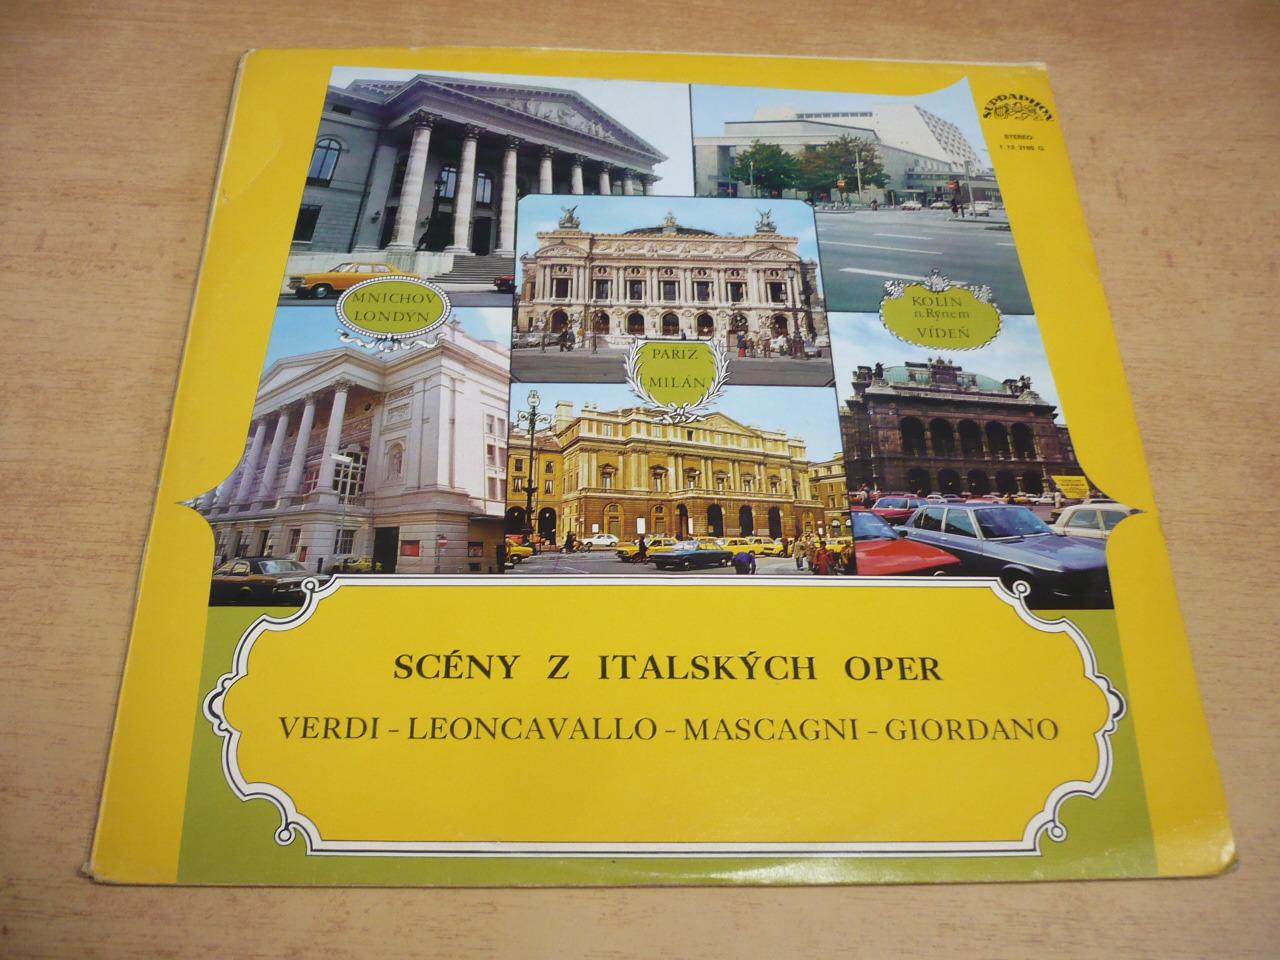 SUPRAPHON
STEREO
MNICHOV
LONDÝN
KOLÍN
n. Rýnem
VÍDEŇ
PAŘÍŽ
MILÁN
SCÉNY Z ITALSKÝCH OPER
VERDI - LEONCAVALLO - MASCAGNI - GIORDANO